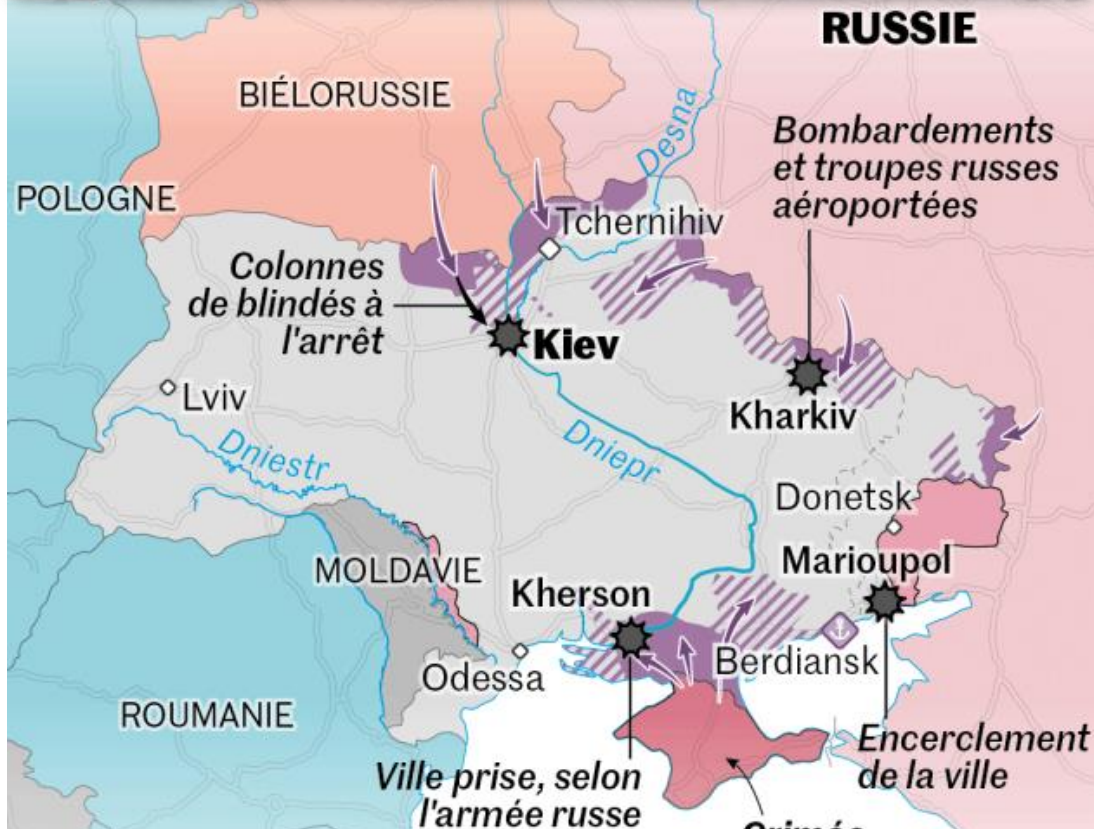 RUSSIE
BIÉLORUSSIE
Desna
Bombardements
et troupes russes
aéroportées
POLOGNE
Tchernihiv
Colonnes
de blindés à
l'arrêt
Kiev
Lviv
Kharkiv
Dniestr
Dniepr
Donetsk
MOLDAVIE
Marioupol
Kherson
Odessa
Berdiansk
ROUMANIE
Encerclement
de la ville
Ville prise, selon
l'armée russe
Crimée